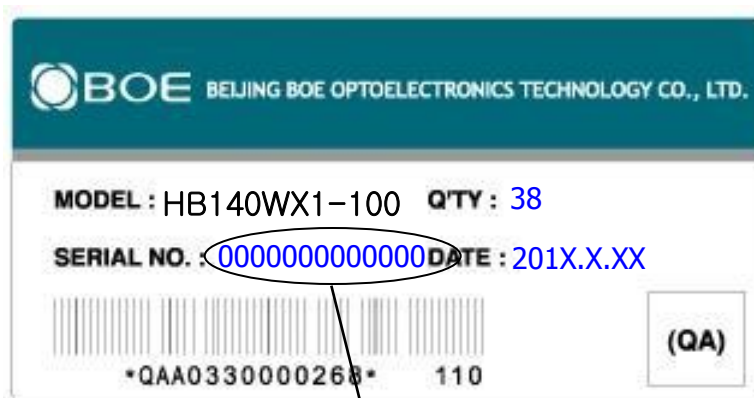 BOE BEIJING BOE OPTOELECTRONICS TECHNOLOGY CO., LTD.
MODEL : HB140WX1-100 Q'TY : 38
SERIAL NO. : 0000000000000 DATE : 201X.X.XX
*QAA0330000268* 110
(QA)